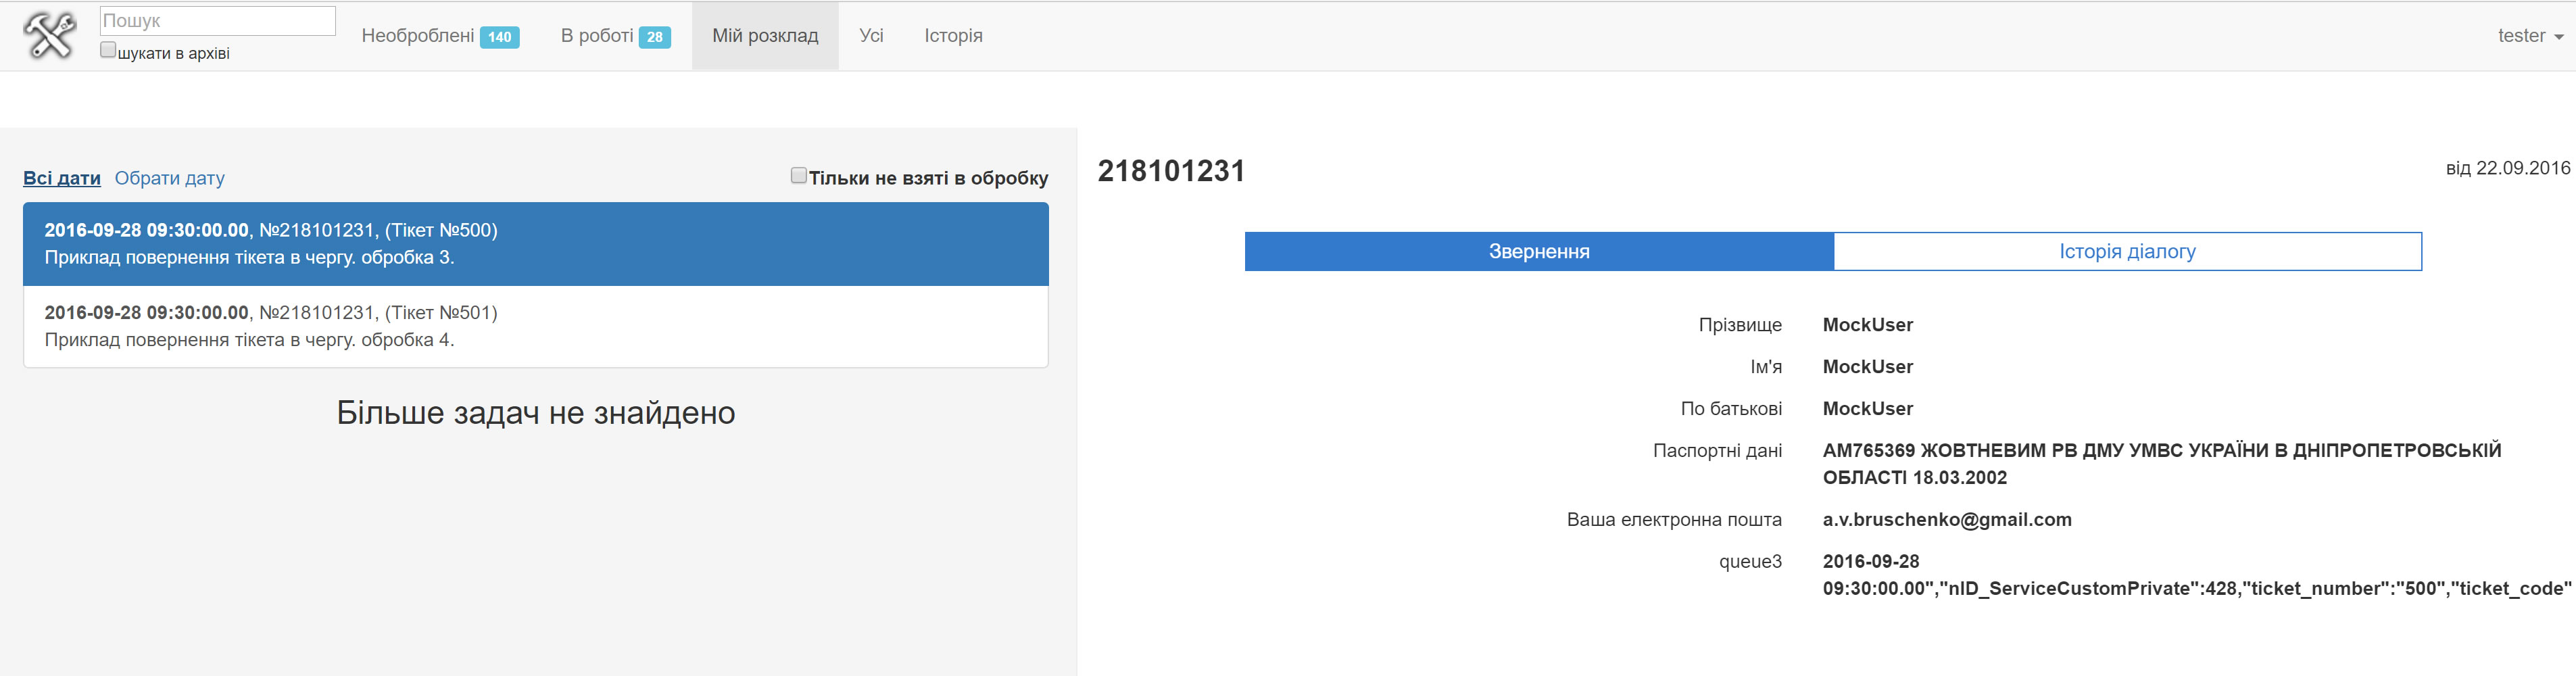 Пошук
шукати в архіві
Необроблені 140
В роботі 28
Мій розклад
Усі
Історія
tester
Всі дати Обрати дату
Тільки не взяті в обробку
2016-09-28 09:30:00.00, №218101231, (Тікет №500)
Приклад повернення тікета в чергу. обробка 3.
2016-09-28 09:30:00.00, №218101231, (Тікет №501)
Приклад повернення тікета в чергу. обробка 4.
Більше задач не знайдено
218101231
від 22.09.2016
Звернення
Історія діалогу
Прізвище MockUser
Ім'я MockUser
По батькові MockUser
Паспортні дані АМ765369 ЖОВТНЕВИМ РВ ДМУ УМВС УКРАЇНИ В ДНІПРОПЕТРОВСЬКІЙ
ОБЛАСТІ 18.03.2002
Ваша електронна пошта a.v.bruschenko@gmail.com
queue3 2016-09-28
09:30:00.00","nID_ServiceCustomPrivate":428,"ticket_number":"500","ticket_code"